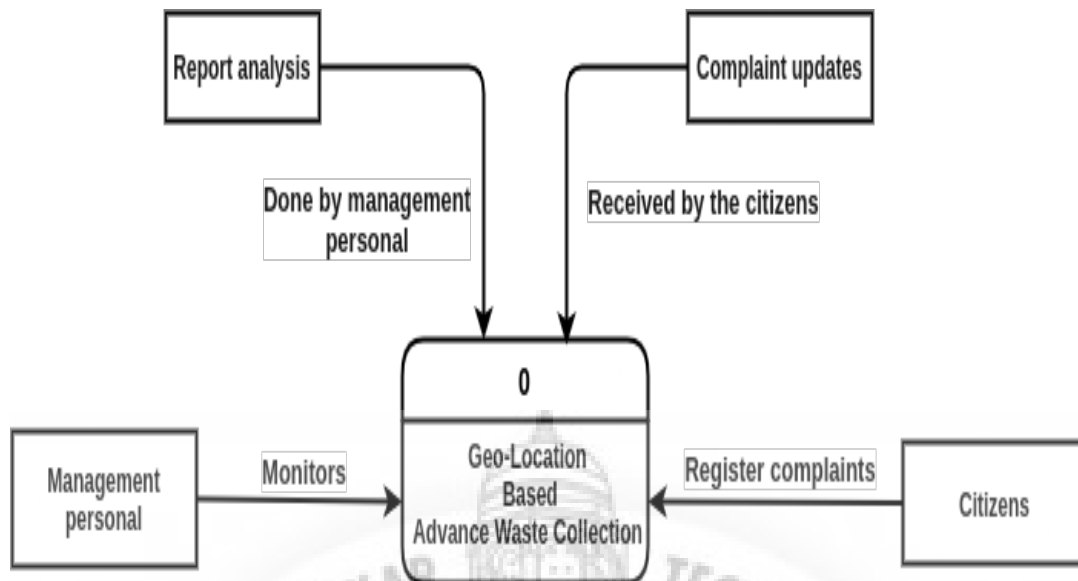 Report analysis
Complaint updates
Done by management
personal
Received by the citizens
0
Geo-Location
Based
Advance Waste Collection
Management
personal
Monitors
Register complaints
Citizens